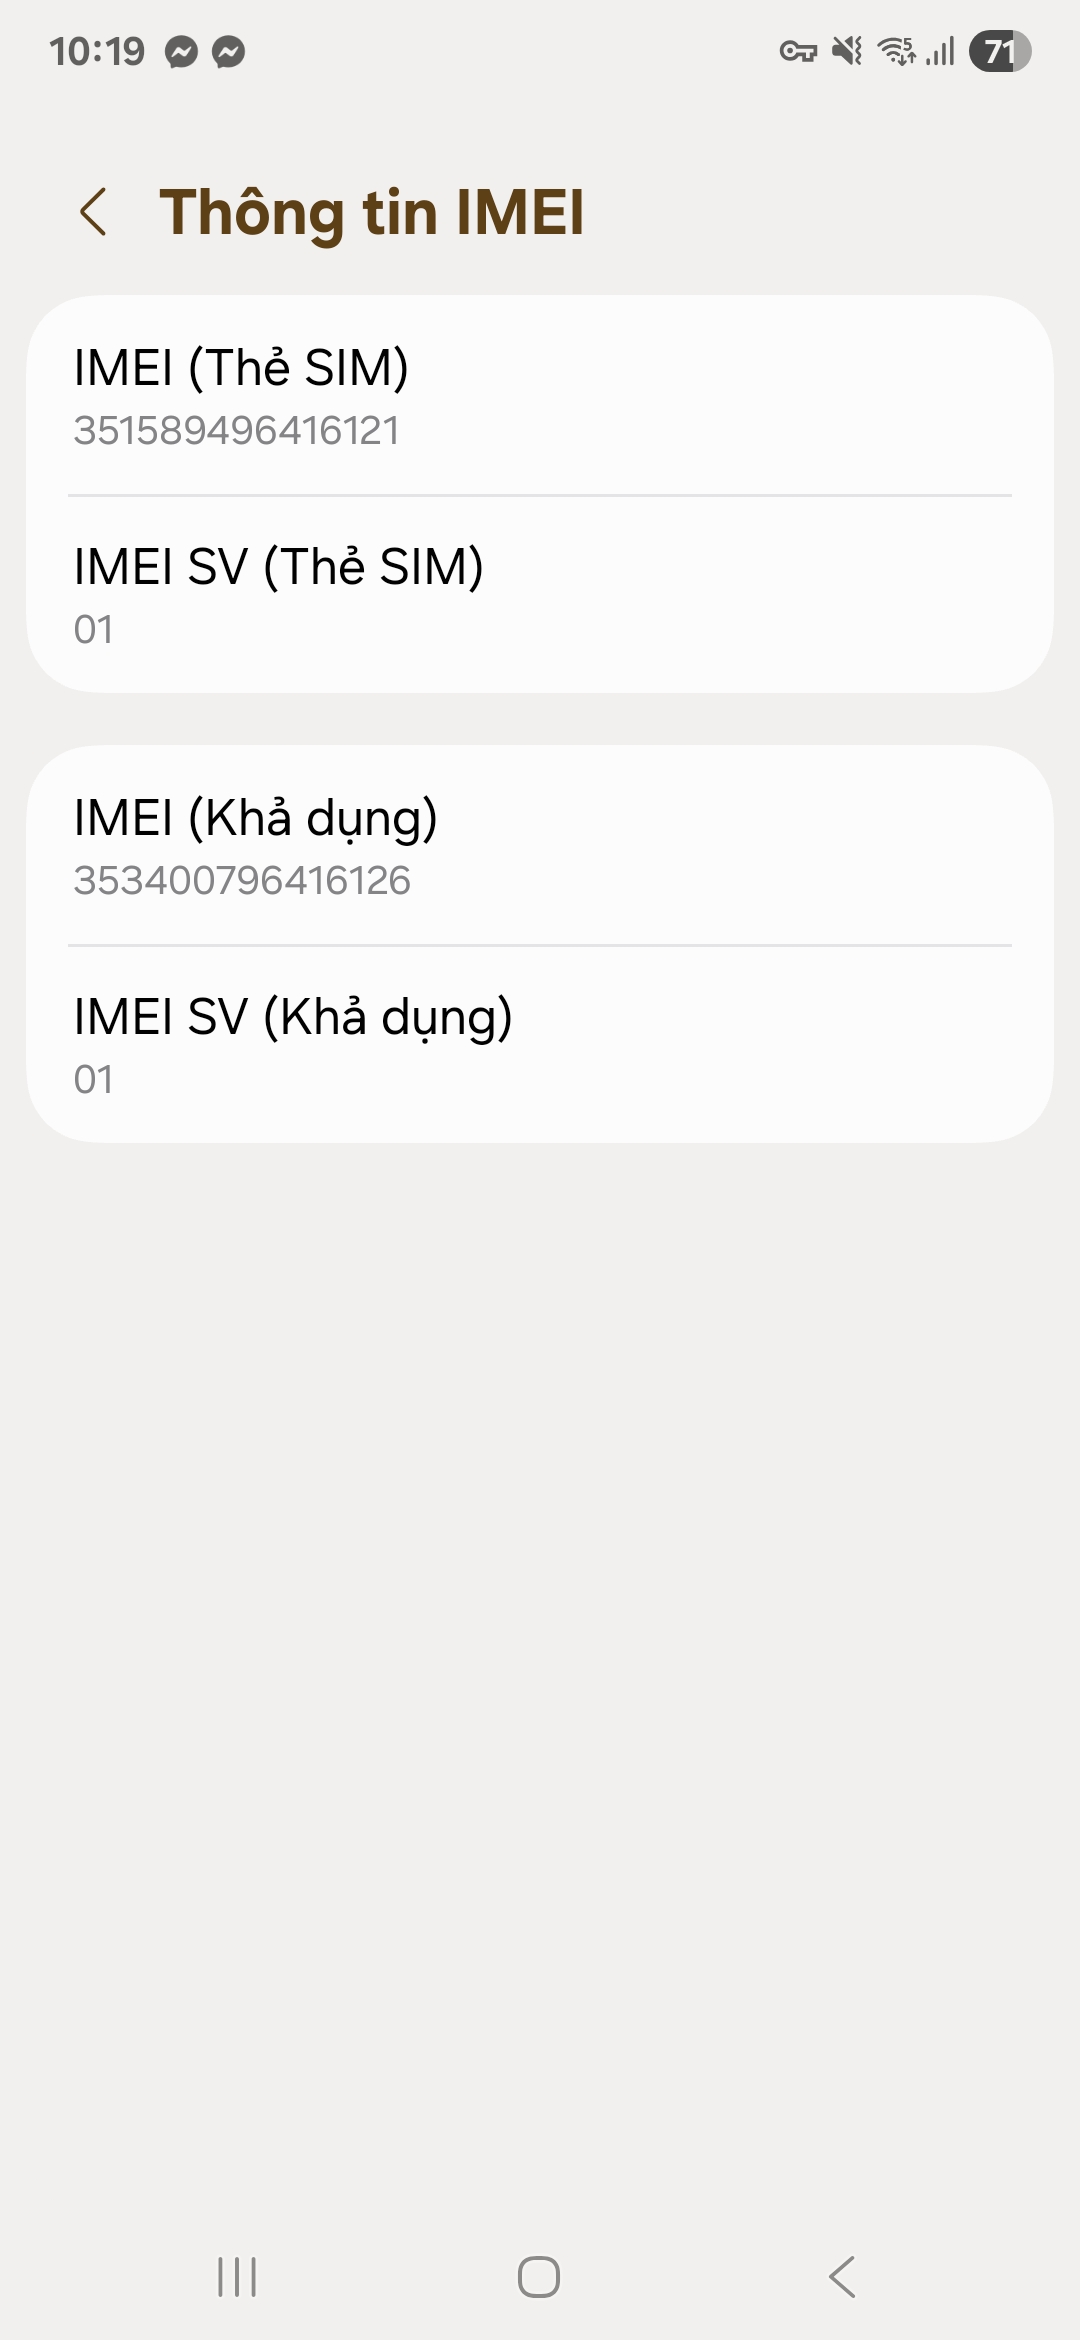 10:19
5
71
Thông tin IMEI
IMEI (Thẻ SIM)
351589496416121
IMEI SV (Thẻ SIM)
01
IMEI (Khả dụng)
353400796416126
IMEI SV (Khả dụng)
01